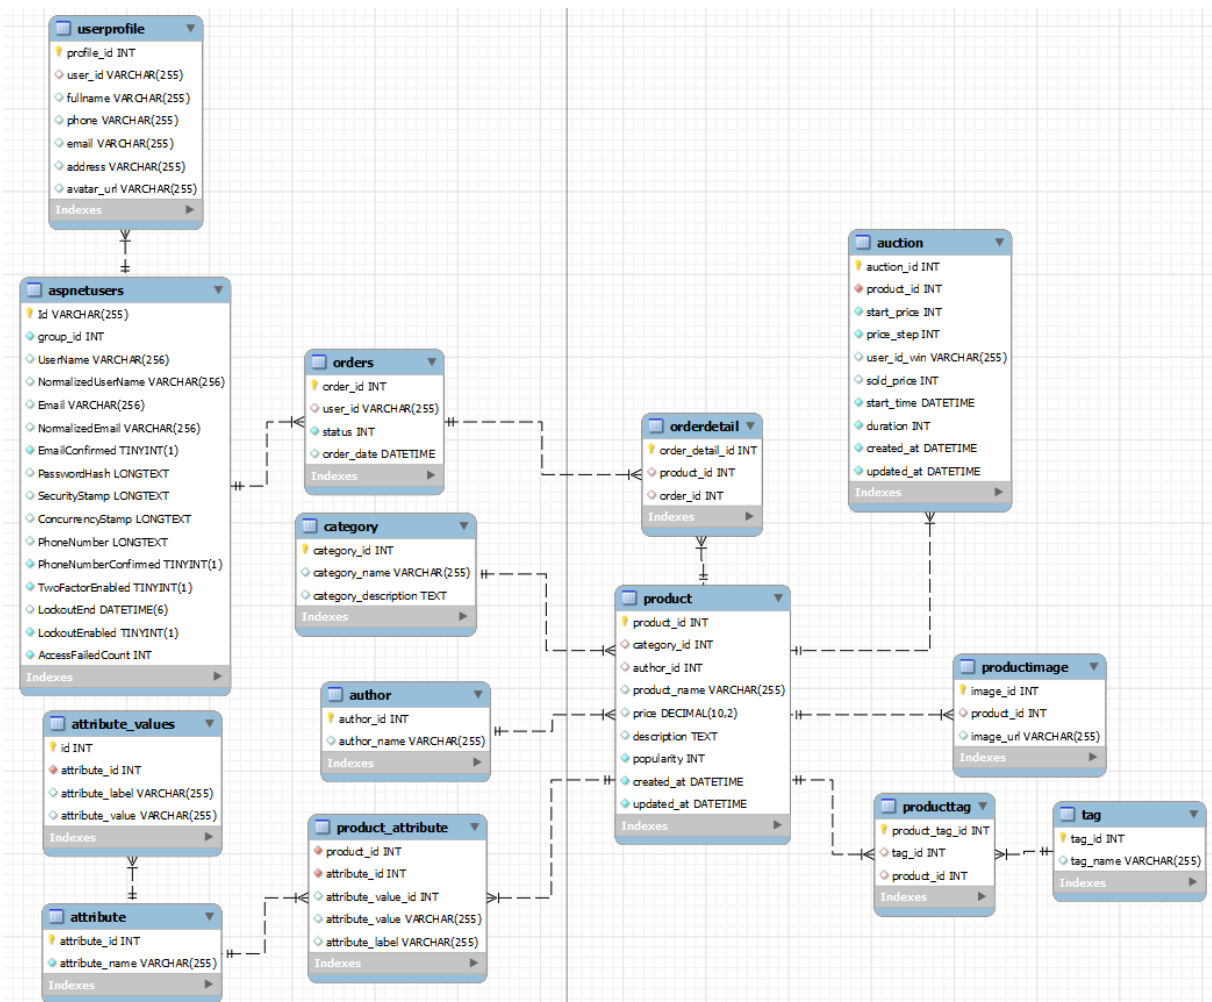 userprofile
profile_id INT
user_id VARCHAR(255)
fullname VARCHAR(255)
phone VARCHAR(255)
email VARCHAR(255)
address VARCHAR(255)
avatar_url VARCHAR(255)
Indexes
aspnetusers
Id VARCHAR(255)
group_id INT
UserName VARCHAR(256)
NormalizedUserName VARCHAR(256)
Email VARCHAR(256)
NormalizedEmail VARCHAR(256)
EmailConfirmed TINYINT(1)
PasswordHash LONGTEXT
SecurityStamp LONGTEXT
ConcurrencyStamp LONGTEXT
PhoneNumber LONGTEXT
PhoneNumberConfirmed TINYINT(1)
TwoFactorEnabled TINYINT(1)
LockoutEnd DATETIME(6)
LockoutEnabled TINYINT(1)
AccessFailedCount INT
Indexes
attribute_values
id INT
attribute_id INT
attribute_label VARCHAR(255)
attribute_value VARCHAR(255)
Indexes
attribute
attribute_id INT
attribute_name VARCHAR(255)
Indexes
orders
order_id INT
user_id VARCHAR(255)
status INT
order_date DATETIME
Indexes
category
category_id INT
category_name VARCHAR(255)
category_description TEXT
Indexes
author
author_id INT
author_name VARCHAR(255)
Indexes
product_attribute
product_id INT
attribute_id INT
attribute_value_id INT
attribute_value VARCHAR(255)
attribute_label VARCHAR(255)
Indexes
orderdetail
order_detail_id INT
product_id INT
order_id INT
Indexes
product
product_id INT
category_id INT
author_id INT
product_name VARCHAR(255)
price DECIMAL(10,2)
description TEXT
popularity INT
created_at DATETIME
updated_at DATETIME
Indexes
auction
auction_id INT
product_id INT
start_price INT
price_step INT
user_id_win VARCHAR(255)
sold_price INT
start_time DATETIME
duration INT
created_at DATETIME
updated_at DATETIME
Indexes
productimage
image_id INT
product_id INT
image_url VARCHAR(255)
Indexes
producttag
product_tag_id INT
tag_id INT
product_id INT
Indexes
tag
tag_id INT
tag_name VARCHAR(255)
Indexes